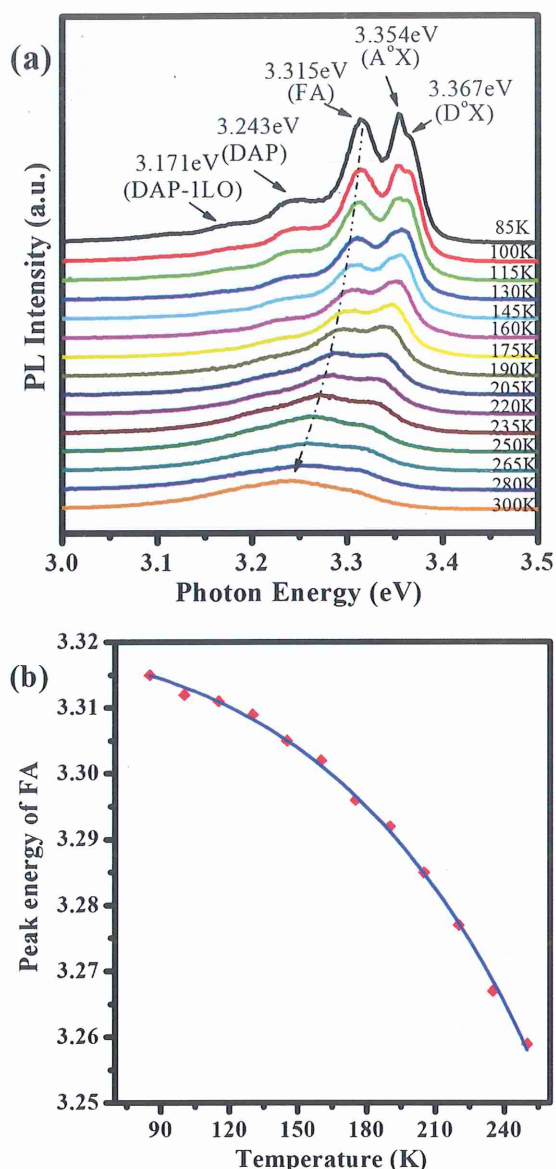 (a)
3.354eV
(A°X)
3.315eV
(FA)
3.367eV
(D°X)
3.243eV
(DAP)
3.171eV
(DAP-1LO)
PL Intensity (a.u.)
85K
100K
115K
130K
145K
160K
175K
190K
205K
220K
235K
250K
265K
280K
300K
3.0 3.1 3.2 3.3 3.4 3.5
Photon Energy (eV)
(b)
Peak energy of FA
3.32
3.31
3.30
3.29
3.28
3.27
3.26
3.25
90 120 150 180 210 240
Temperature (K)